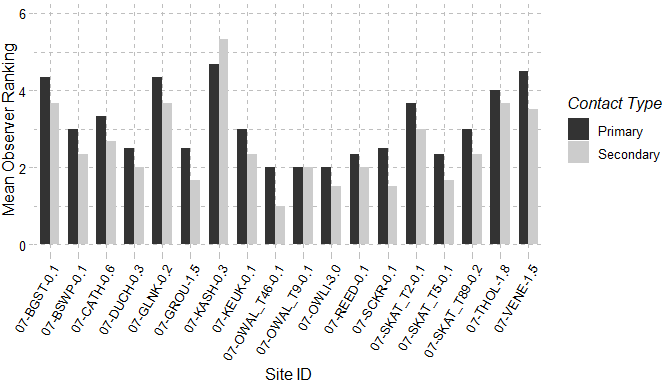 Mean Observer Ranking
6
4
2
0
07-BGST-0.1
07-BSWP-0.1
07-CATH-0.6
07-DUCH-0.3
07-GLNK-0.2
07-GROU-1.5
07-KASH-0.3
07-KEUK-0.1
07-OWAL_T46-0.1
07-OWAL_T9-0.1
07-OWLI-3.0
07-REED-0.1
07-SCKR-0.1
07-SKAT_T2-0.1
07-SKAT_T5-0.1
07-SKAT_T89-0.2
07-THOL-1.8
07-VENE-1.5
Site ID
Contact Type
Primary
Secondary